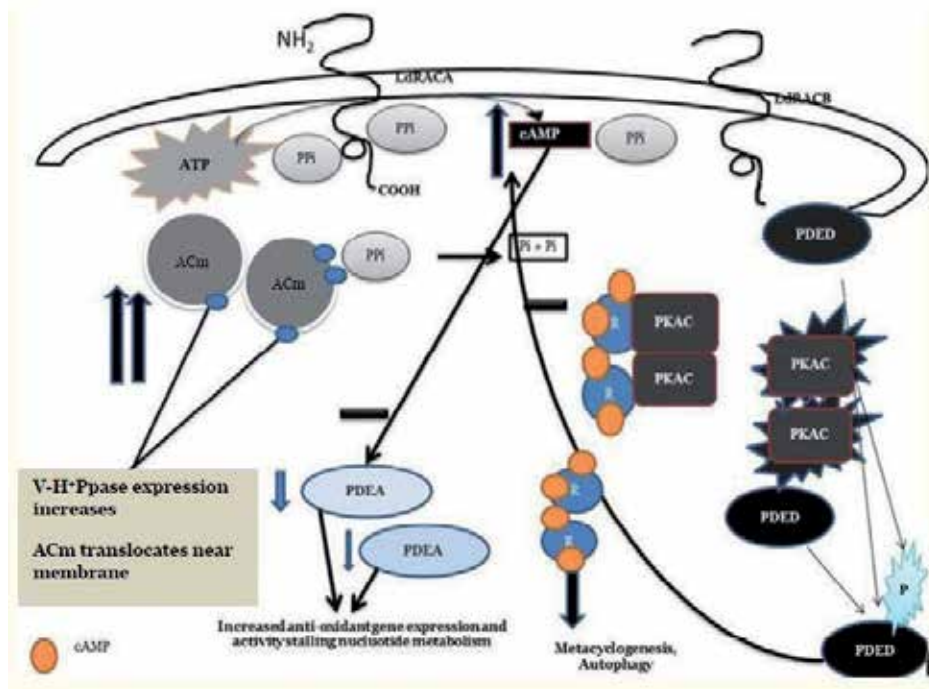 NH2
LdRACA
LdRACB
ATP
PPi
PPi
cAMP
PPi
COOH
PDED
ACm
ACm
PPi
Pi + Pi
R
PKAC
PKAC
R
PKAC
PKAC
V-H+Ppase expression
increases
ACm translocates near
membrane
PDEA
R
R
PDED
PDEA
P
Increased anti-oxidant gene expression and
activity stalling nucluotide metabolism
Metacyclogenesis,
Autophagy
PDED
cAMP